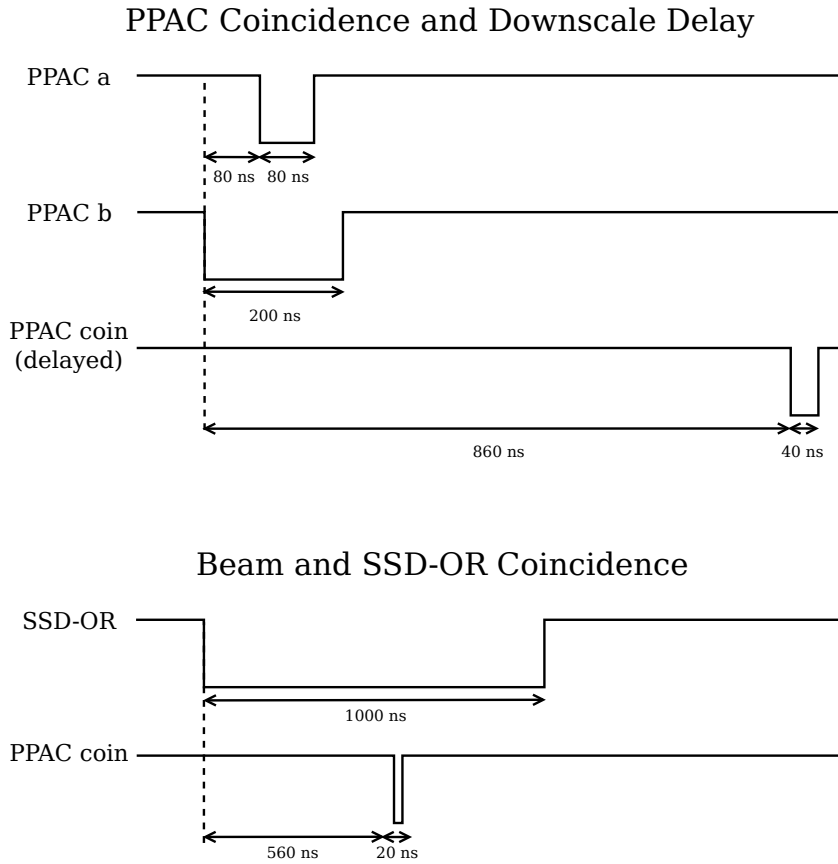 PPAC Coincidence and Downscale Delay
PPAC a
80 ns 80 ns
PPAC b
200 ns
PPAC coin
(delayed)
860 ns 40 ns
Beam and SSD-OR Coincidence
SSD-OR
1000 ns
PPAC coin
560 ns 20 ns